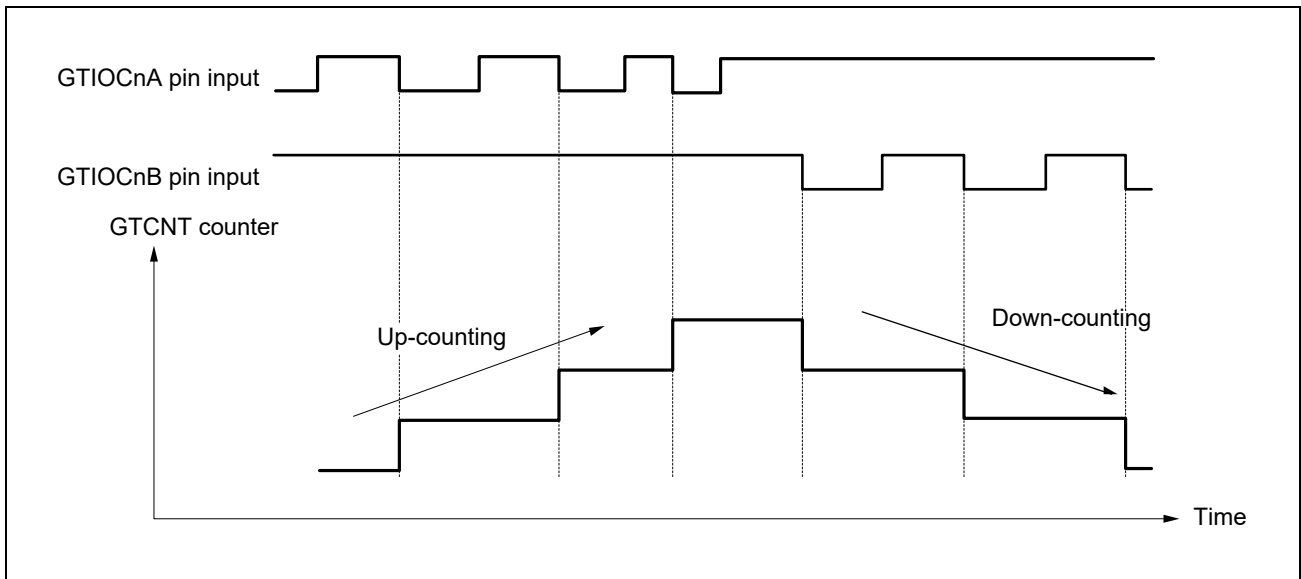 GTIOCnA pin input
GTIOCnB pin input
GTCNT counter
Up-counting
Down-counting
Time